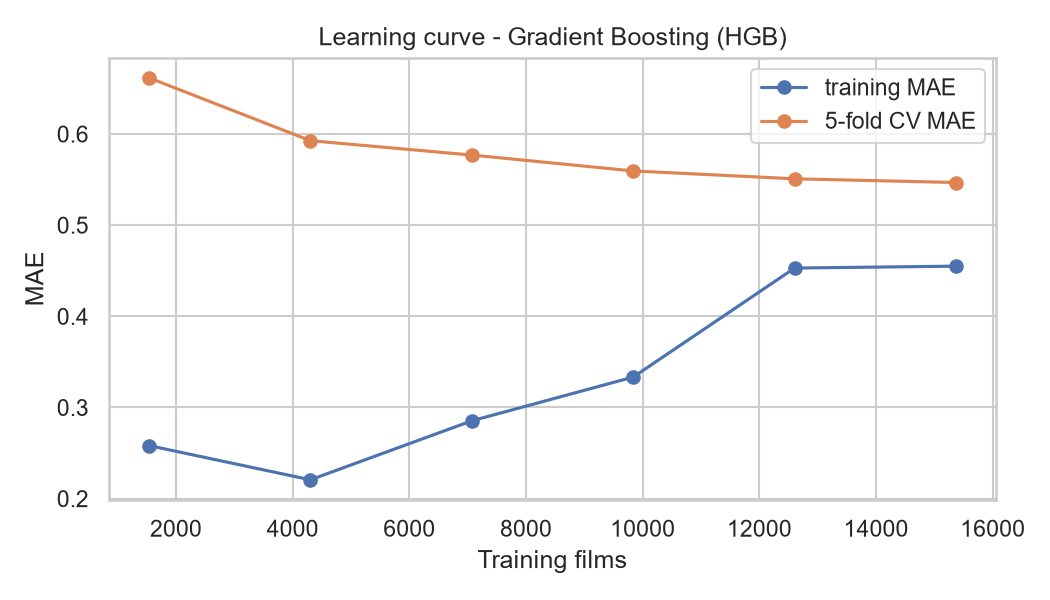 Learning curve - Gradient Boosting (HGB)
training MAE
5-fold CV MAE
MAE
0.6
0.5
0.4
0.3
0.2
2000 4000 6000 8000 10000 12000 14000 16000
Training films